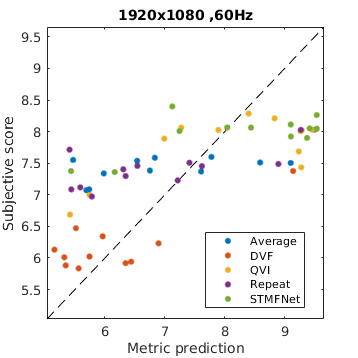 1920x1080 ,60Hz
Subjective score
9.5
9
8.5
8
7.5
7
6.5
6
5.5
6
7
8
9
Metric prediction
Average
DVF
QVI
Repeat
STMFNet